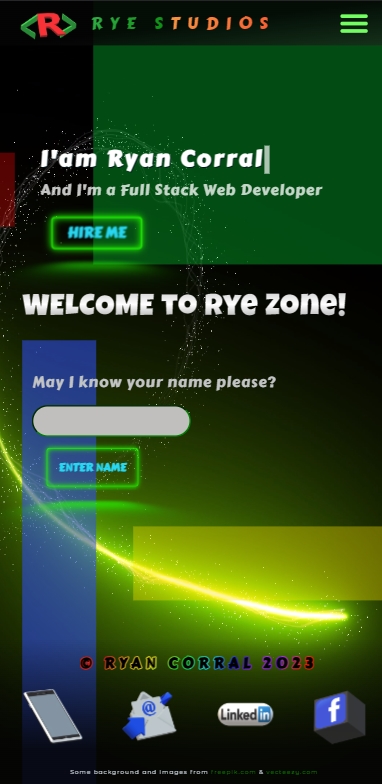 <R> RYE STUDIOS
I'am Ryan Corral
And I'm a Full Stack Web Developer
HIRE ME
WELCOME TO RYe ZONe!
May I know your name please?
ENTER NAME
© RYAN CORRAL 2023
@
Linked in
f
Some background and images from freepik.com & vecteezy.com